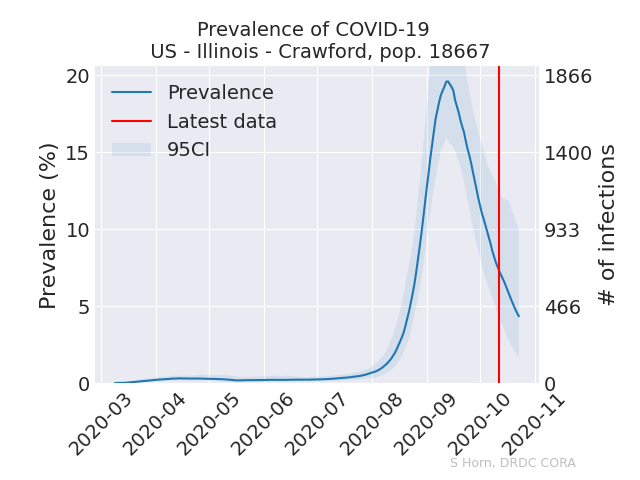 Prevalence of COVID-19
US - Illinois - Crawford, pop. 18667
Prevalence
Latest data
95CI
Prevalence (%)
20
15
10
5
0
1866
1400
933
466
0
# of infections
2020-03
2020-04
2020-05
2020-06
2020-07
2020-08
2020-09
2020-10
2020-11
S Horn, DRDC CORA